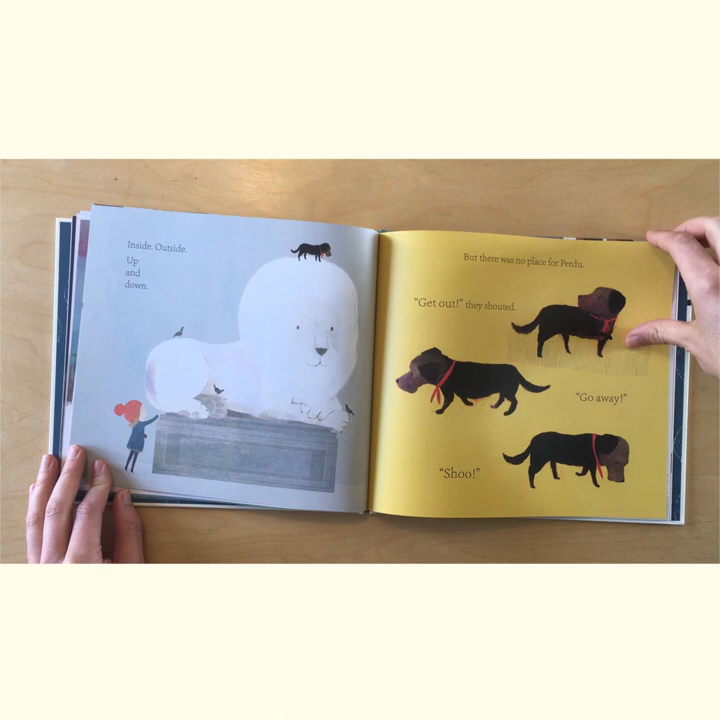 Inside. Outside.
Up
and
down.
But there was no place for Perdu.
“Get out!” they shouted.
“Go away!”
“Shoo!”